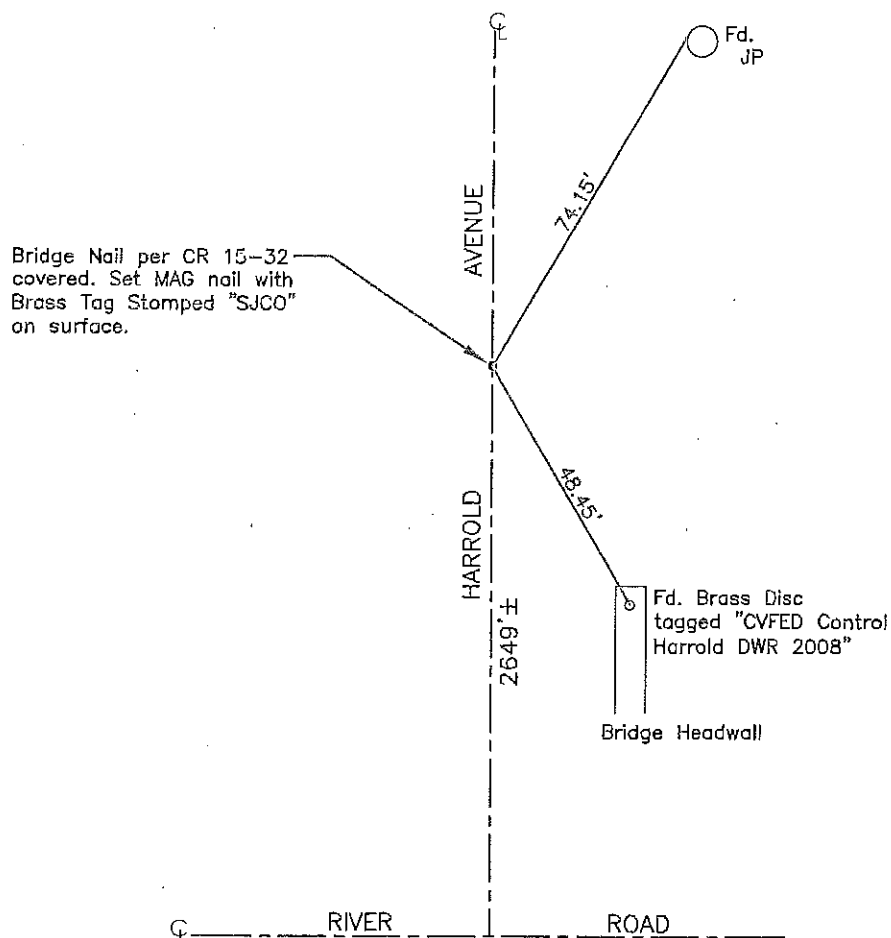 ℄
Fd.
JP
AVENUE
74.15'
Bridge Nail per CR 15-32
covered. Set MAG nail with
Brass Tag Stomped "SJCO"
on surface.
HARROLD
48.45'
2649'±
Fd. Brass Disc
tagged "CVFED Control
Harrold DWR 2008"
Bridge Headwall
℄ RIVER ROAD